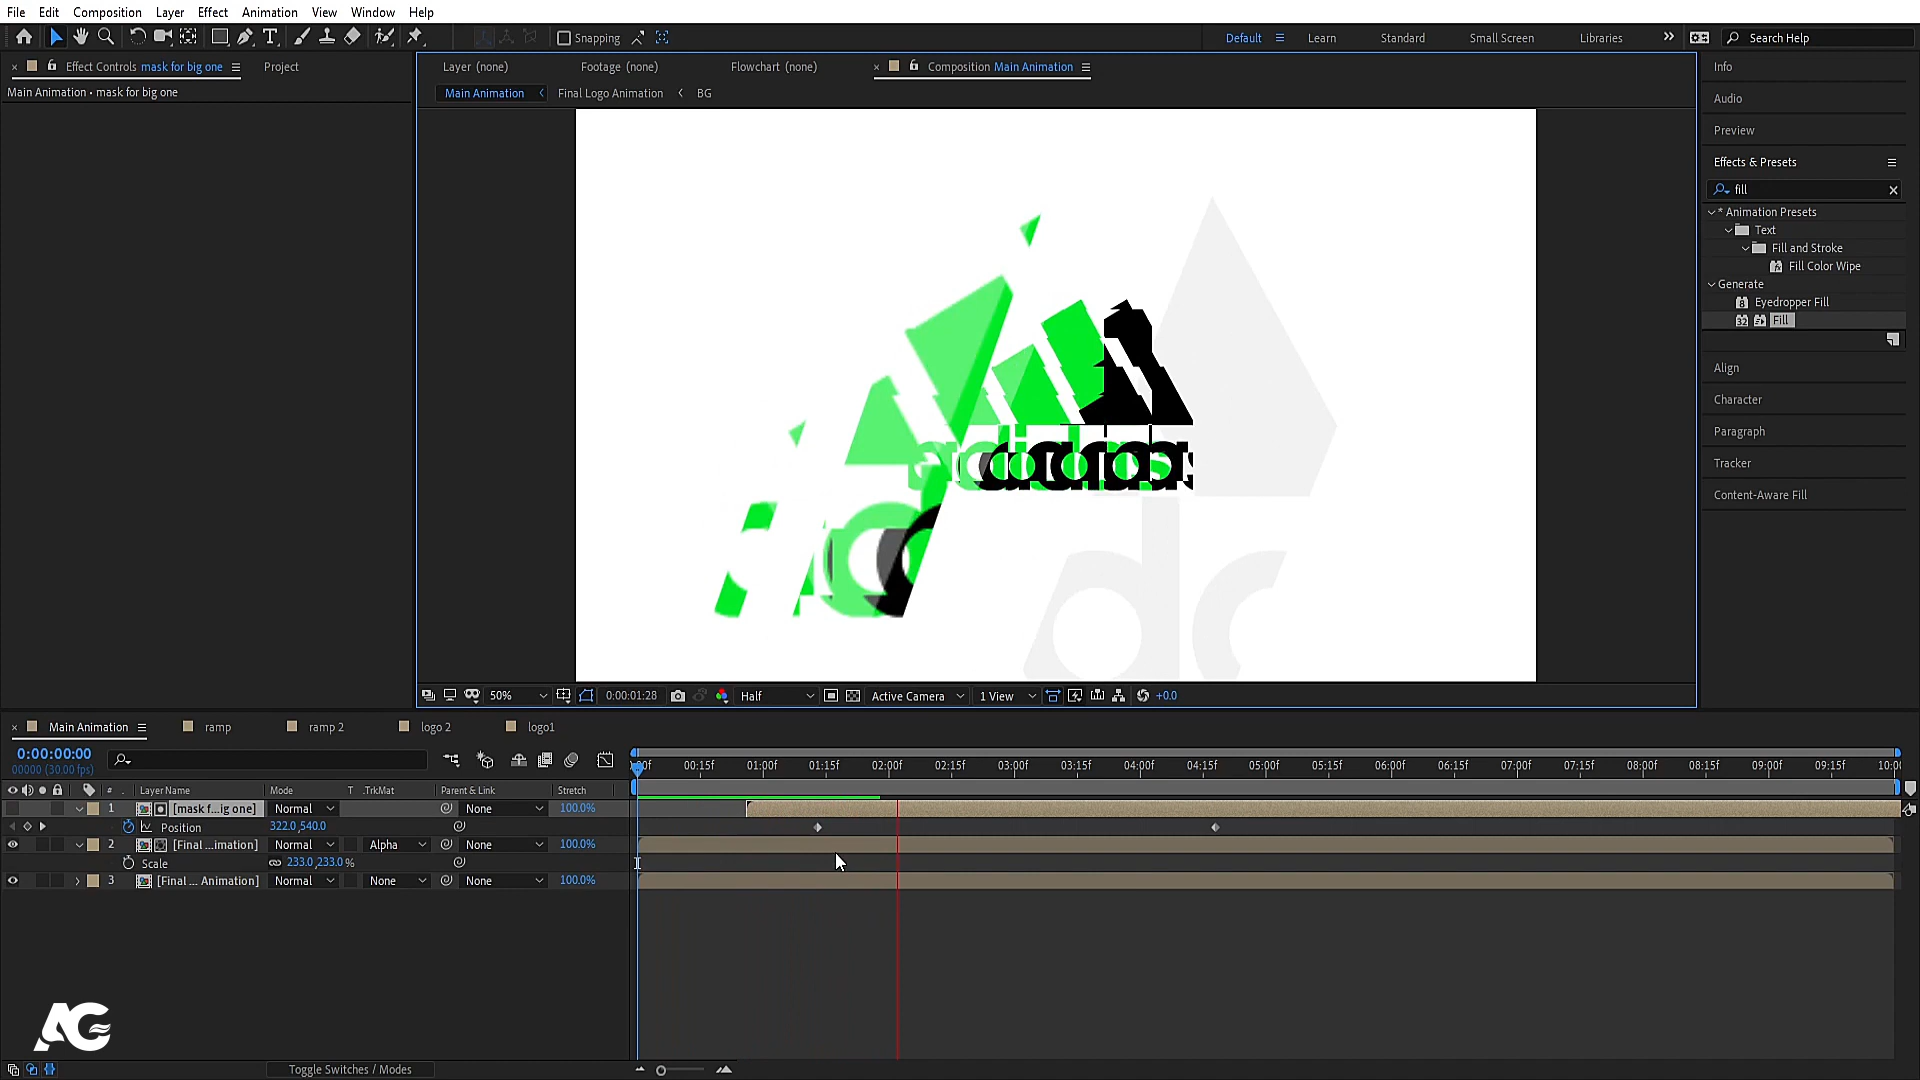 File Edit Composition Layer Effect Animation View Window Help
Snapping
Default Learn Standard Small Screen Libraries Search Help
Effect Controls mask for big one Project
Layer (none) Footage (none) Flowchart (none) Composition Main Animation
Main Animation • mask for big one
Main Animation Final Logo Animation BG
Info
Audio
Preview
Effects & Presets
fill
* Animation Presets
Text
Fill and Stroke
Fill Color Wipe
Generate
Eyedropper Fill
Fill
Align
Character
Paragraph
Tracker
Content-Aware Fill
50% 0:00:01:28 Half Active Camera 1 View +0.0
Main Animation ramp ramp 2 logo 2 logo1
0:00:00:00
00000 (30.00 fps)
00:15f 01:00f 01:15f 02:00f 02:15f 03:00f 03:15f 04:00f 04:15f 05:00f 05:15f 06:00f 06:15f 07:00f 07:15f 08:00f 08:15f 09:15f
# Layer Name Mode T .TrkMat Parent & Link Stretch
1 [mask f...ig one] Normal None 100.0%
Position 322.0,540.0
2 [Final ...imation] Normal Alpha None 100.0%
Scale 233.0,233.0%
3 [Final ... Animation] Normal None None 100.0%
AG
Toggle Switches / Modes